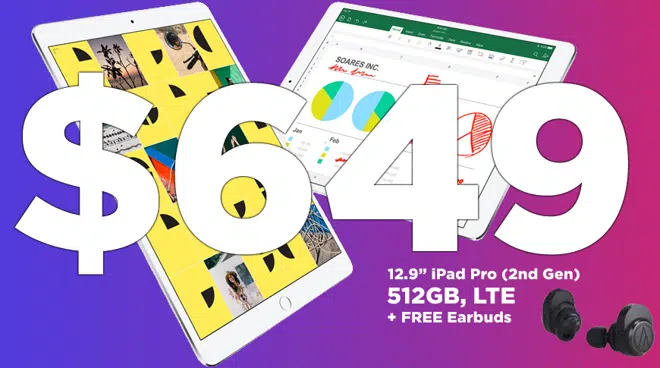 $649
SOARES INC.
Jan
Feb
12.9” iPad Pro (2nd Gen)
512GB, LTE
+ FREE Earbuds